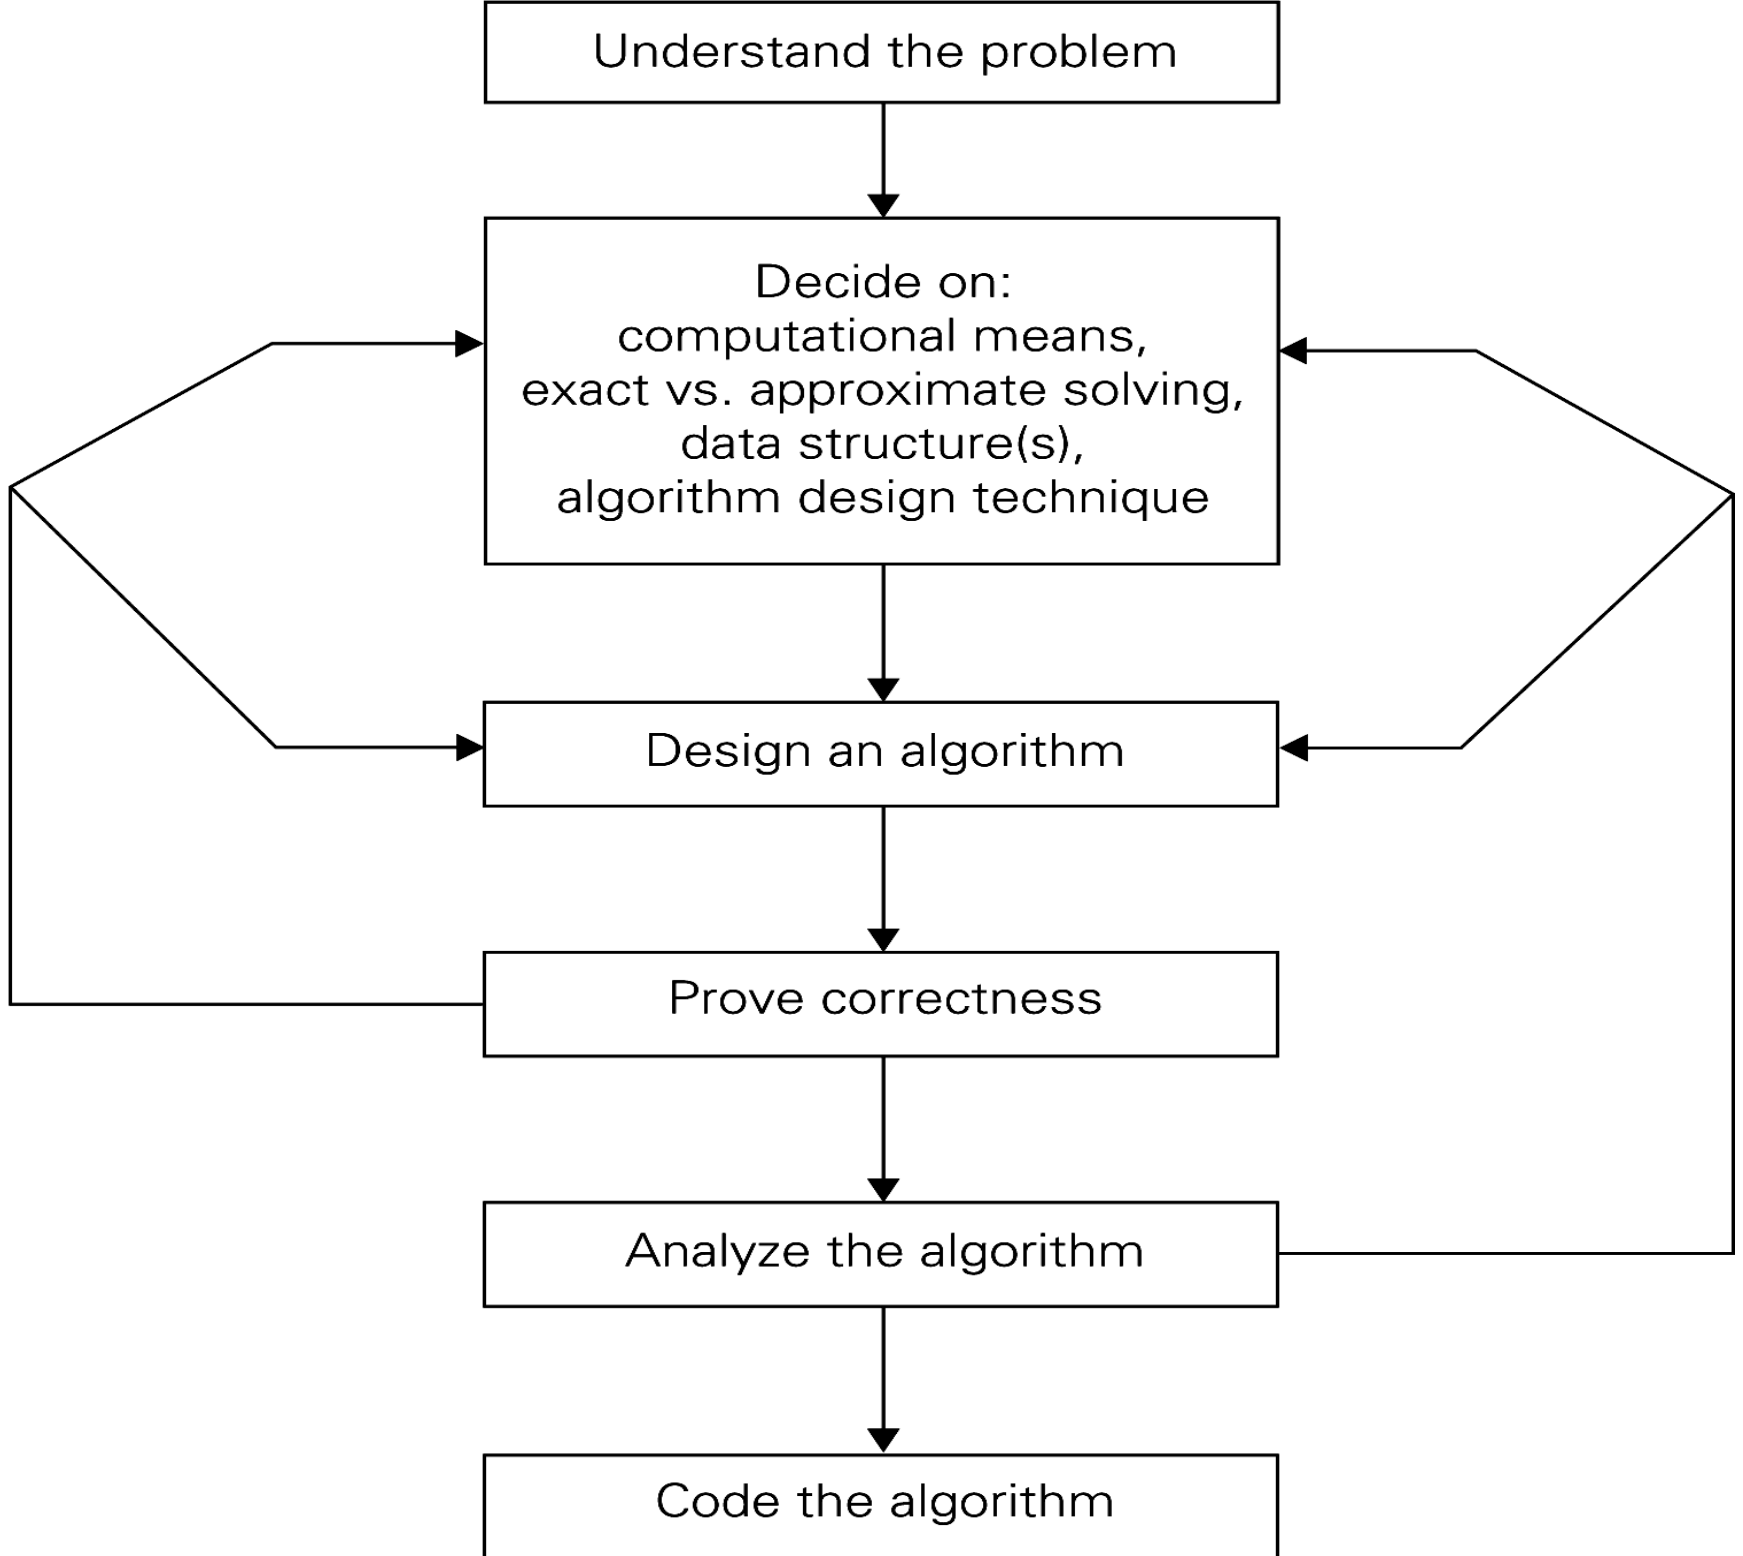 Understand the problem
Decide on:
computational means,
exact vs. approximate solving,
data structure(s),
algorithm design technique
Design an algorithm
Prove correctness
Analyze the algorithm
Code the algorithm